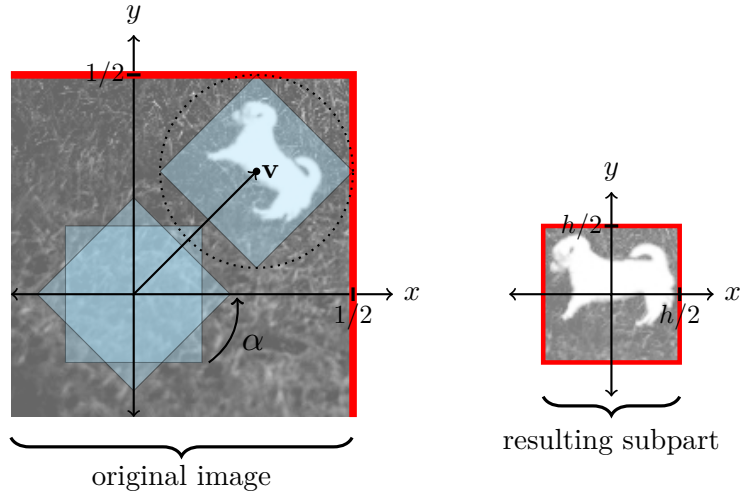 y
1/2
v
x
1/2
α
original image
y
h/2
x
h/2
resulting subpart